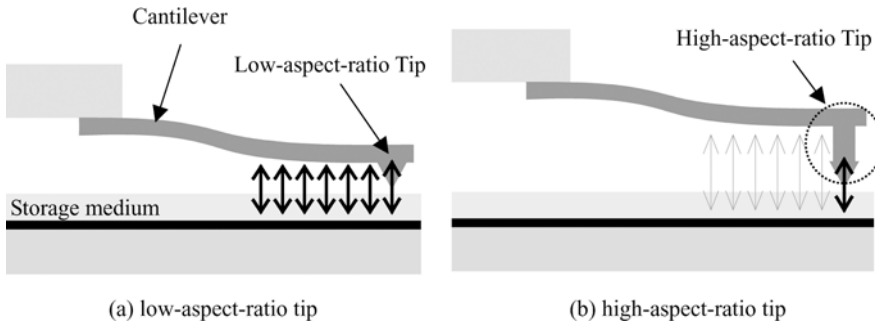 Cantilever
Low-aspect-ratio Tip
Storage medium
(a) low-aspect-ratio tip
High-aspect-ratio Tip
(b) high-aspect-ratio tip